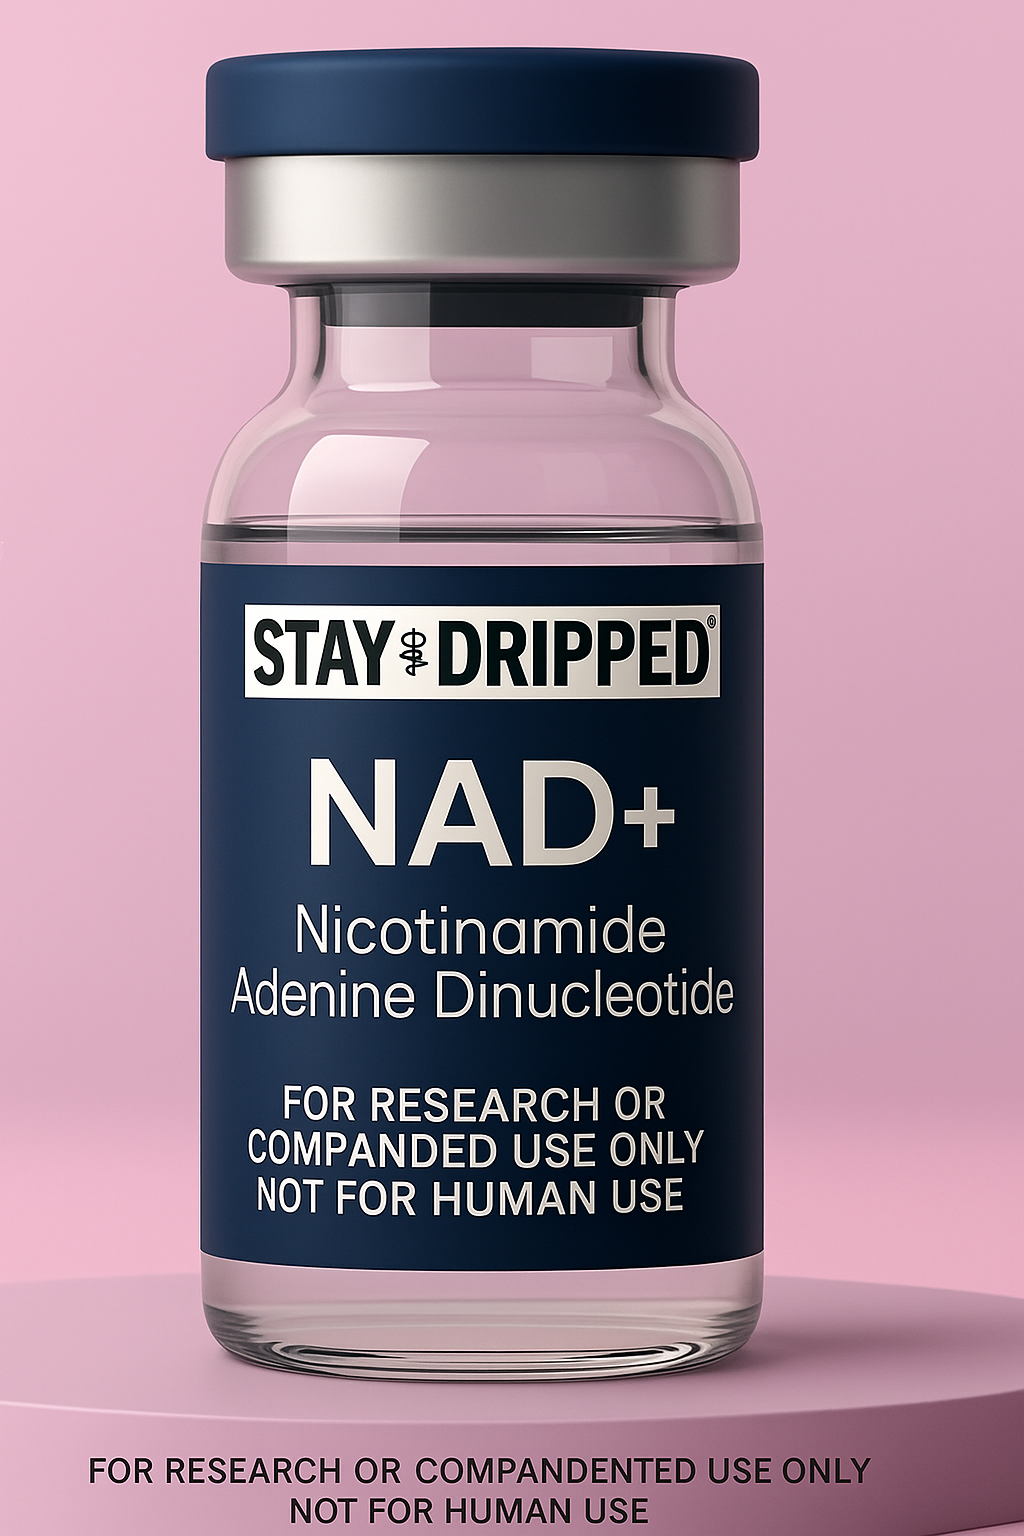 STAY DRIPPED®
NAD+
Nicotinamide
Adenine Dinucleotide
FOR RESEARCH OR
COMPANDED USE ONLY
NOT FOR HUMAN USE
FOR RESEARCH OR COMPANDENTED USE ONLY
NOT FOR HUMAN USE